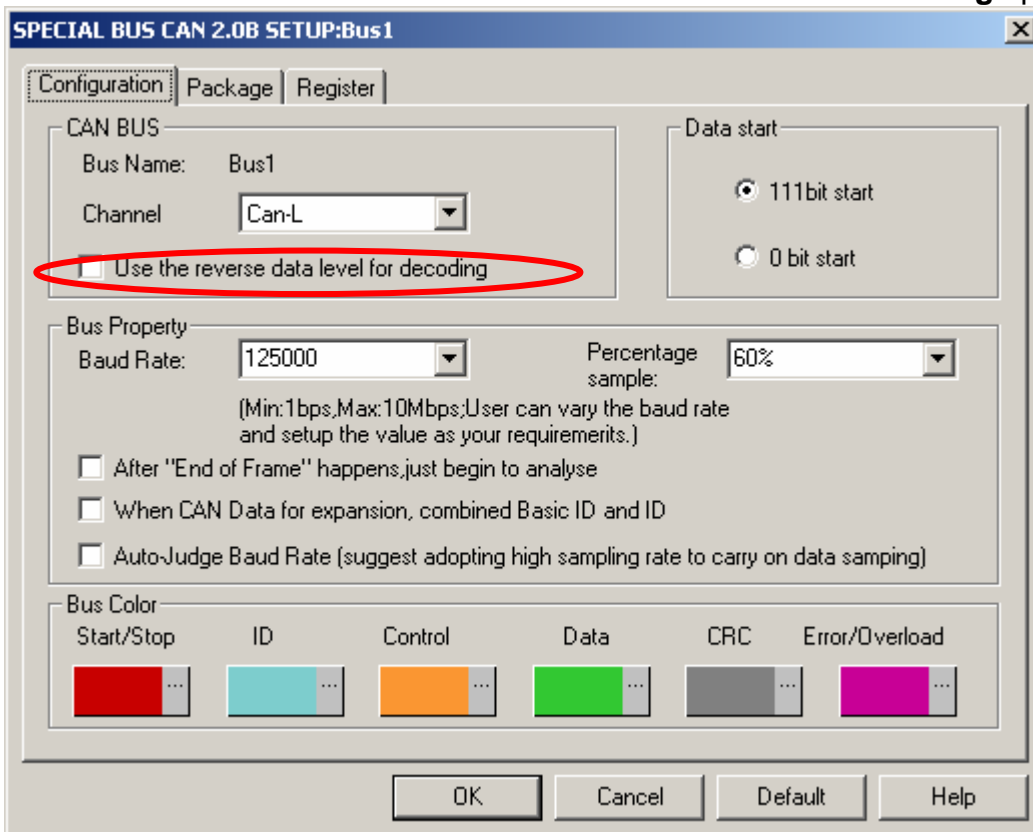 SPECIAL BUS CAN 2.0B SETUP:Bus1
Configuration Package Register
CAN BUS
Bus Name: Bus1
Channel Can-L
Use the reverse data level for decoding
Data start
111bit start
0 bit start
Bus Property
Baud Rate: 125000
Percentage
sample: 60%
(Min:1bps,Max:10Mbps;User can vary the baud rate
and setup the value as your requiremerits.)
After "End of Frame" happens,just begin to analyse
When CAN Data for expansion, combined Basic ID and ID
Auto-Judge Baud Rate (suggest adopting high sampling rate to carry on data samping)
Bus Color
Start/Stop ID Control Data CRC Error/Overload
... ... ... ... ... ...
OK Cancel Default Help